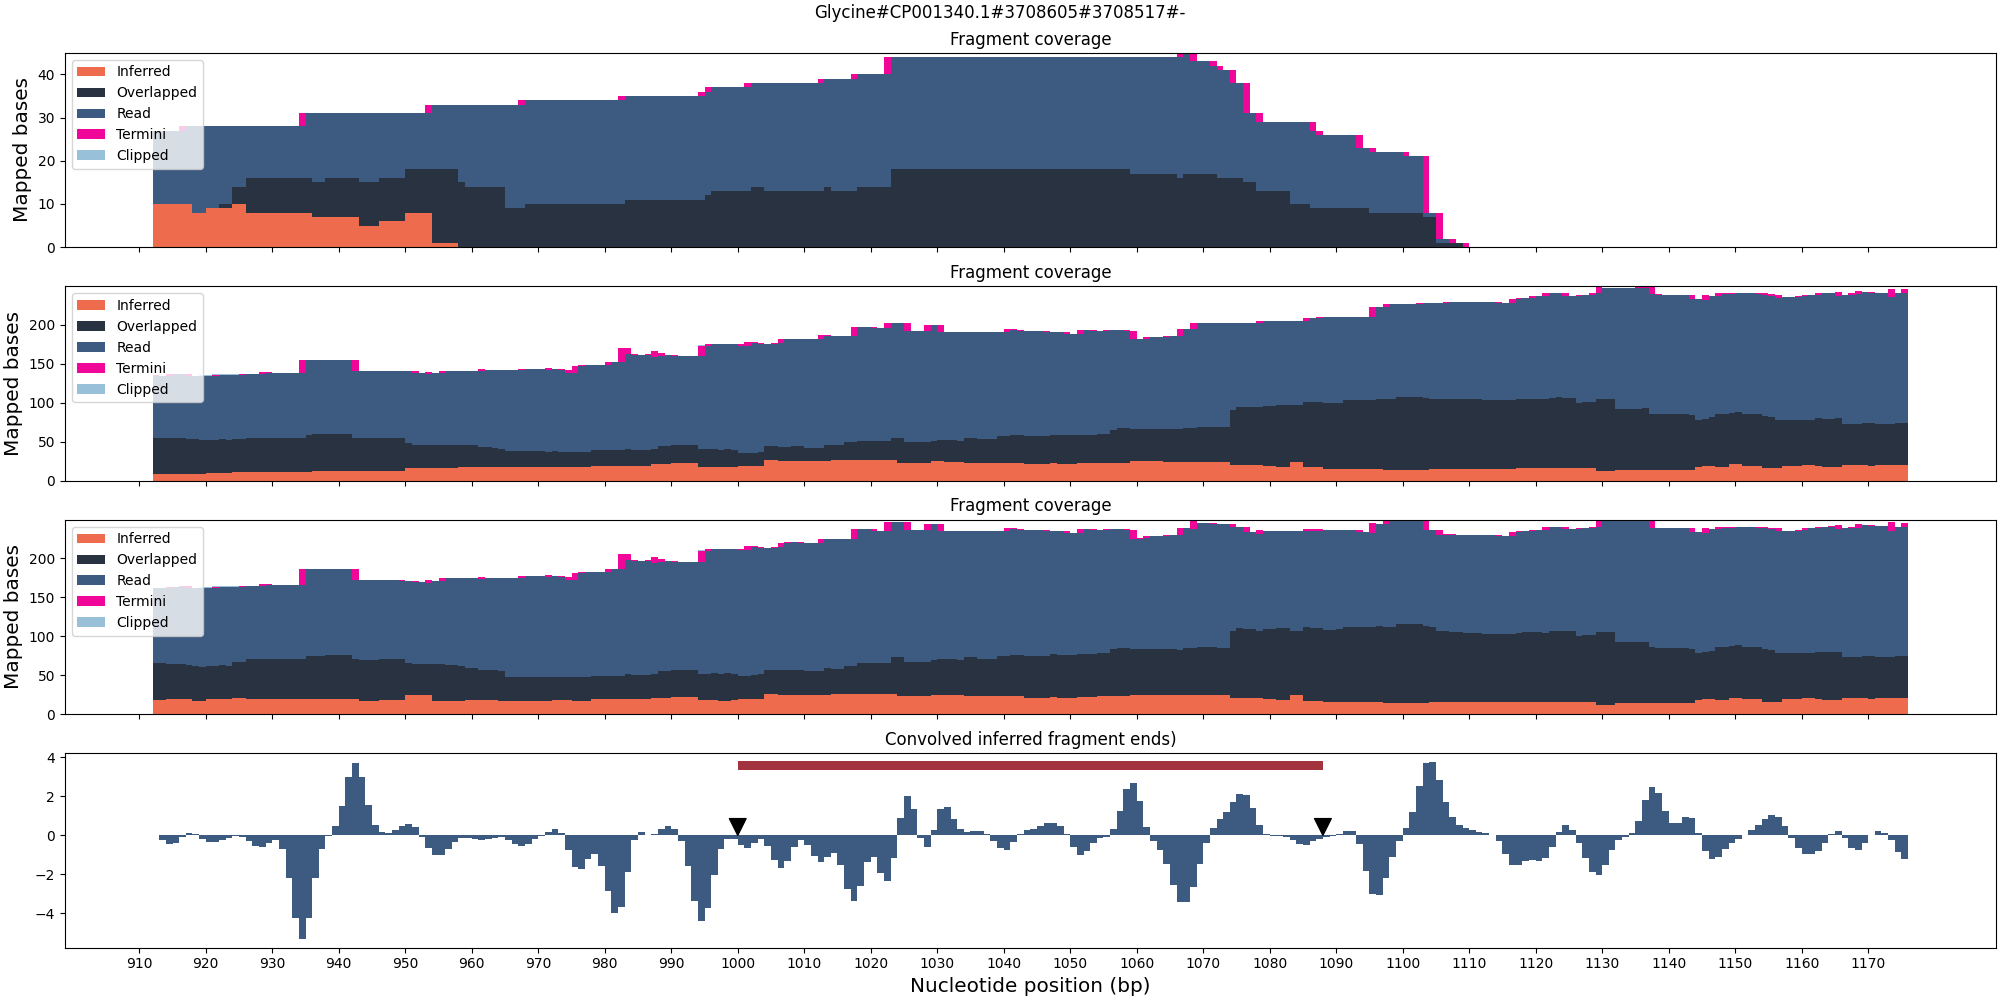 Glycine#CP001340.1#3708605#3708517#-
Fragment coverage
Mapped bases
40
30
20
10
0
Inferred
Overlapped
Read
Termini
Clipped
Fragment coverage
Mapped bases
200
150
100
50
0
Inferred
Overlapped
Read
Termini
Clipped
Fragment coverage
Mapped bases
200
150
100
50
0
Inferred
Overlapped
Read
Termini
Clipped
Convolved inferred fragment ends)
4
2
0
−2
−4
910 920 930 940 950 960 970 980 990 1000 1010 1020 1030 1040 1050 1060 1070 1080 1090 1100 1110 1120 1130 1140 1150 1160 1170
Nucleotide position (bp)